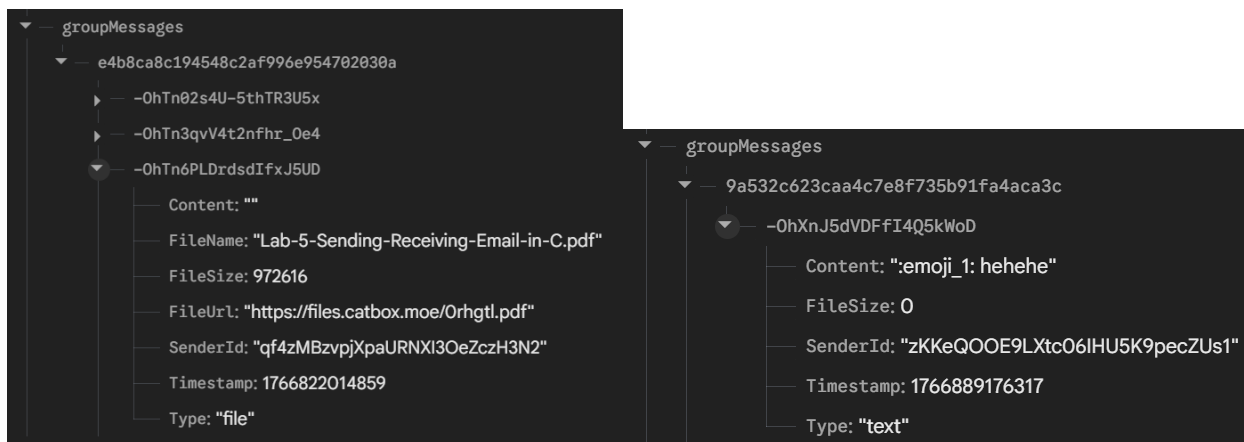 groupMessages
e4b8ca8c194548c2af996e954702030a
-OhTn02s4U-5thTR3U5x
-OhTn3qvV4t2nfhr_Oe4
-OhTn6PLDrdsdIfxJ5UD
Content: ""
FileName: "Lab-5-Sending-Receiving-Email-in-C.pdf"
FileSize: 972616
FileUrl: "https://files.catbox.moe/0rhgtl.pdf"
SenderId: "qf4zMBzvpjXpaURNXl3OeZczH3N2"
Timestamp: 1766822014859
Type: "file"
groupMessages
9a532c623caa4c7e8f735b91fa4aca3c
-OhXnJ5dVDFfI4Q5kWoD
Content: ":emoji_1: hehehe"
FileSize: 0
SenderId: "zKKeQOOE9LXtc06lHU5K9pecZUs1"
Timestamp: 1766889176317
Type: "text"